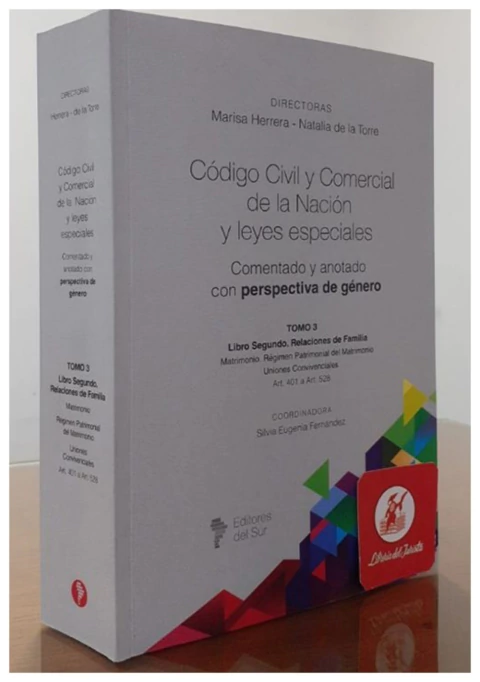 DIRECTORAS
Herrera - de la Torre
Código Civil
y Comercial
de la Nación
y leyes
especiales
Comentado y
anotado con
perspectiva de
género
TOMO 3
Libro Segundo.
Relaciones de Familia
Matrimonio
Régimen Patrimonial
del Matrimonio
Uniones
Convivenciales
Art. 401 a Art. 528
DIRECTORAS
Marisa Herrera - Natalia de la Torre
Código Civil y Comercial
de la Nación
y leyes especiales
Comentado y anotado
con perspectiva de género
TOMO 3
Libro Segundo. Relaciones de Familia
Matrimonio. Régimen Patrimonial del Matrimonio
Uniones Convivenciales
Art. 401 a Art. 528
COORDINADORA
Silvia Eugenia Fernández
Editores
del Sur
Librería del Jurista